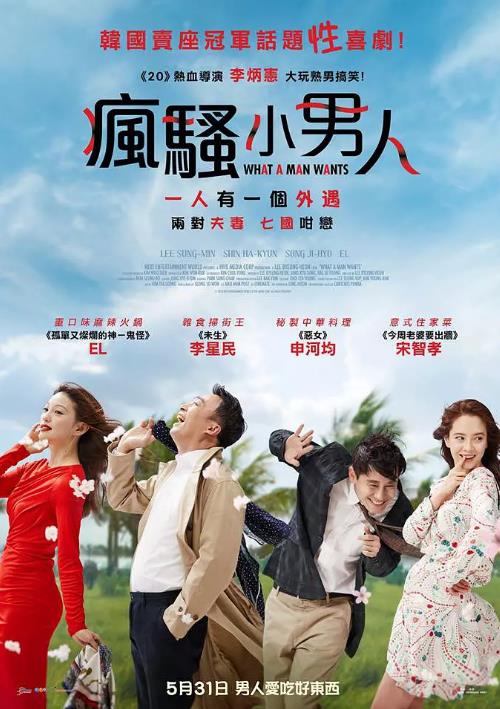 韓國賣座冠軍話題性喜劇!
《20》熱血導演 李炳憲 大玩熟男搞笑!
瘋騷小男人
WHAT A MAN WANTS
一人有一個外遇
兩對夫妻 七國咁戀
LEE SUNG-MIN SHIN HA-KYUN SONG JI-HYO EL
重口味麻辣火鍋 雜食掃街王 秘製中華料理 意式住家菜
《孤單又燦爛的神－鬼怪》 《未生》 《惡女》 《今周老婆要出牆》
EL 李星民 申河均 宋智孝
5月31日 男人愛吃好東西